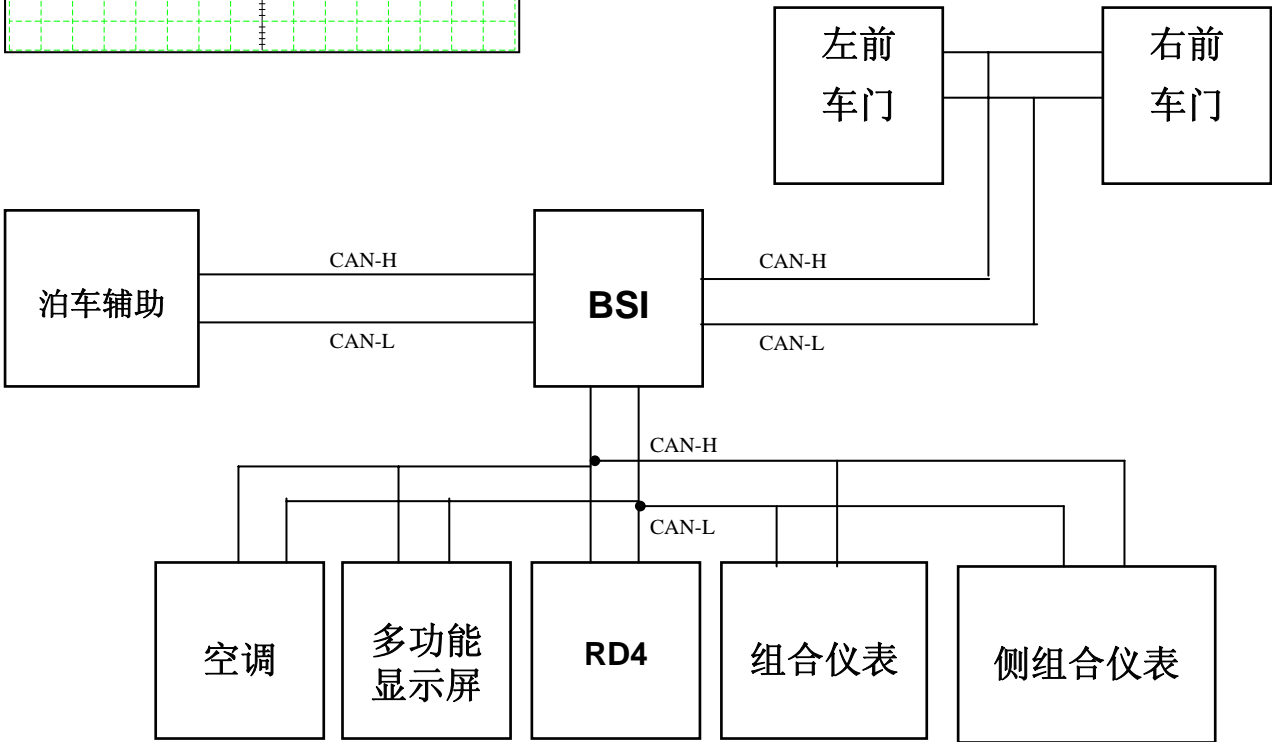 左前
车门
右前
车门
泊车辅助
CAN-H
CAN-L
BSI
CAN-H
CAN-L
CAN-H
CAN-L
空调
多功能
显示屏
RD4
组合仪表
侧组合仪表